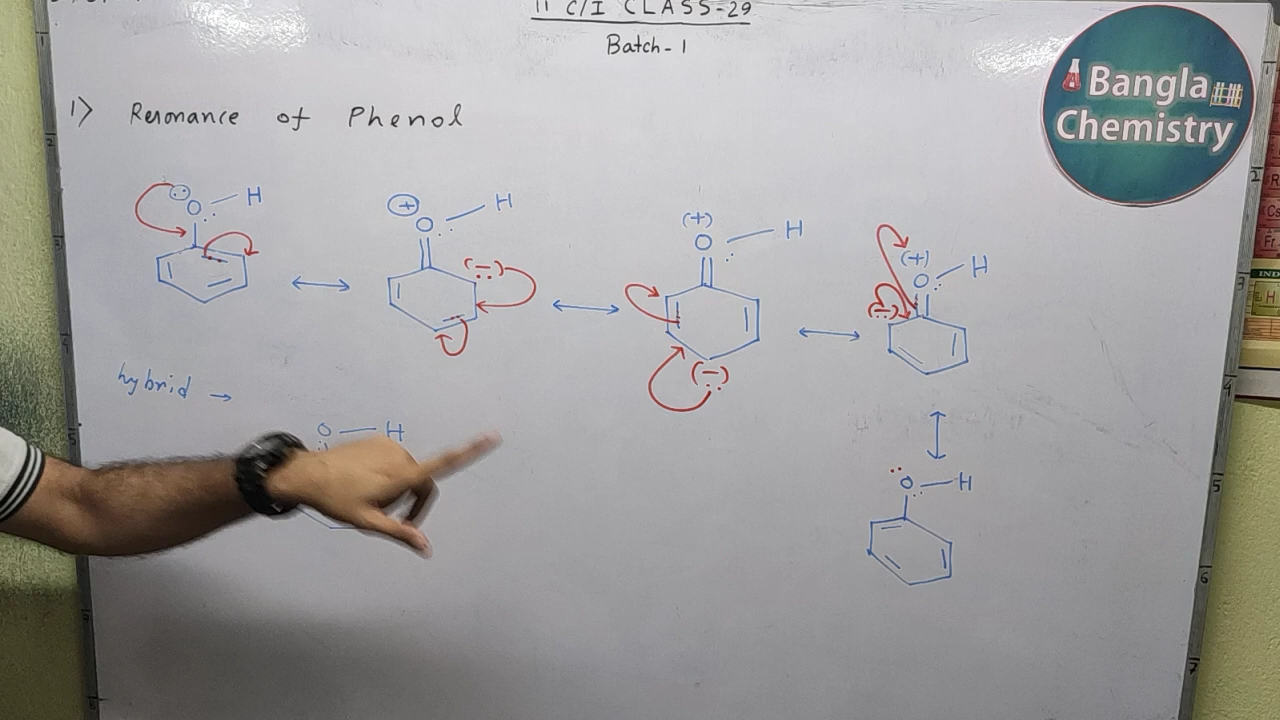 11 C/I CLASS-29
Batch-1
Bangla
Chemistry
1) Resonance of Phenol
O H
(+) O H
(–)
(+) O H
(–)
(+) O H
(–)
hybrid →
O H
O H